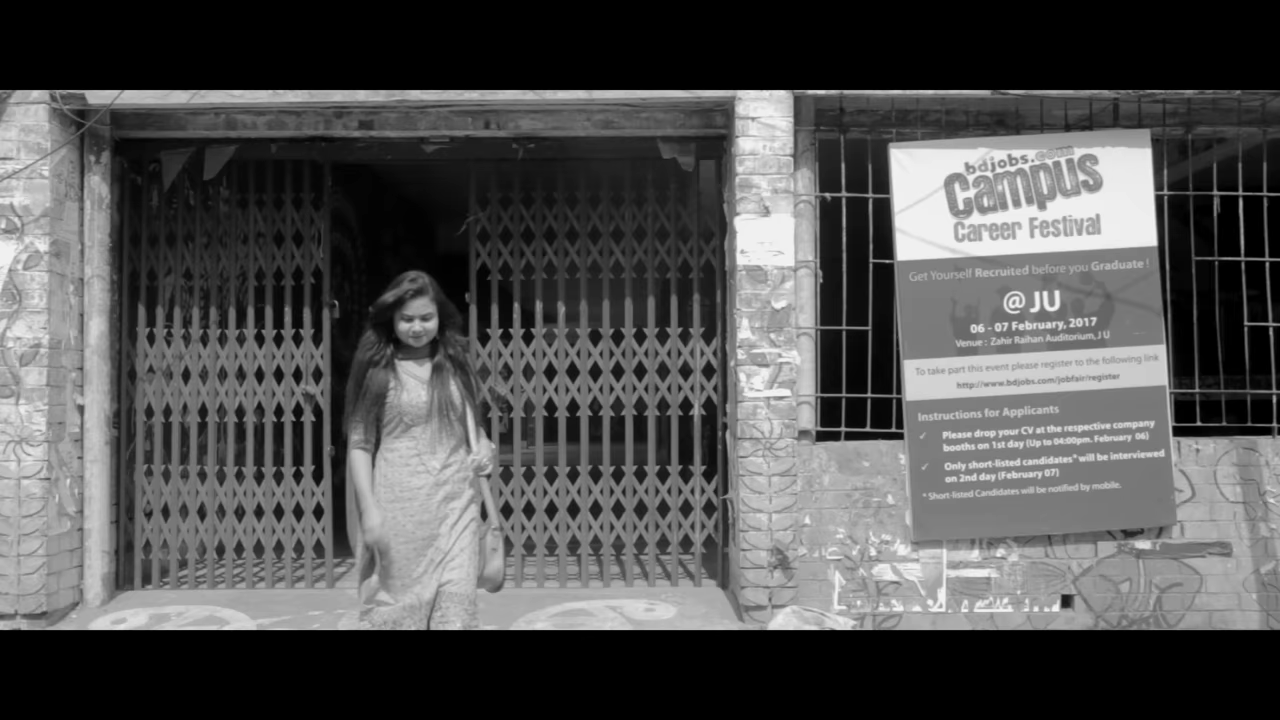 bdjobs.com
Campus
Career Festival
Get Yourself Recruited before you Graduate !
@ JU
06 - 07 February, 2017
Venue : Zahir Raihan Auditorium, J U
To take part this event please register to the following link
http://www.bdjobs.com/jobfair/register
Instructions for Applicants
✓ Please drop your CV at the respective company
booths on 1st day (Up to 04:00pm. February 06)
✓ Only short-listed candidates* will be interviewed
on 2nd day (February 07)
* Short-listed Candidates will be notified by mobile.